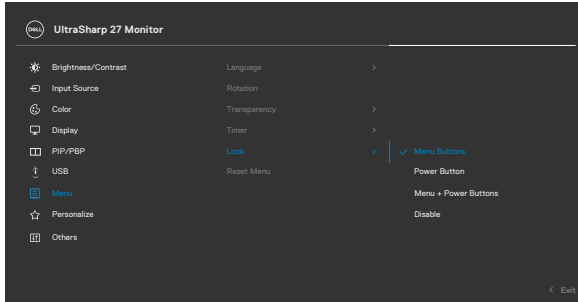 DELL UltraSharp 27 Monitor
Brightness/Contrast Language >
Input Source Rotation
Color Transparency >
Display Timer >
PIP/PBP Lock > ✓ Menu Buttons
USB Reset Menu Power Button
Menu Menu + Power Buttons
Personalize Disable
Others
< Exit